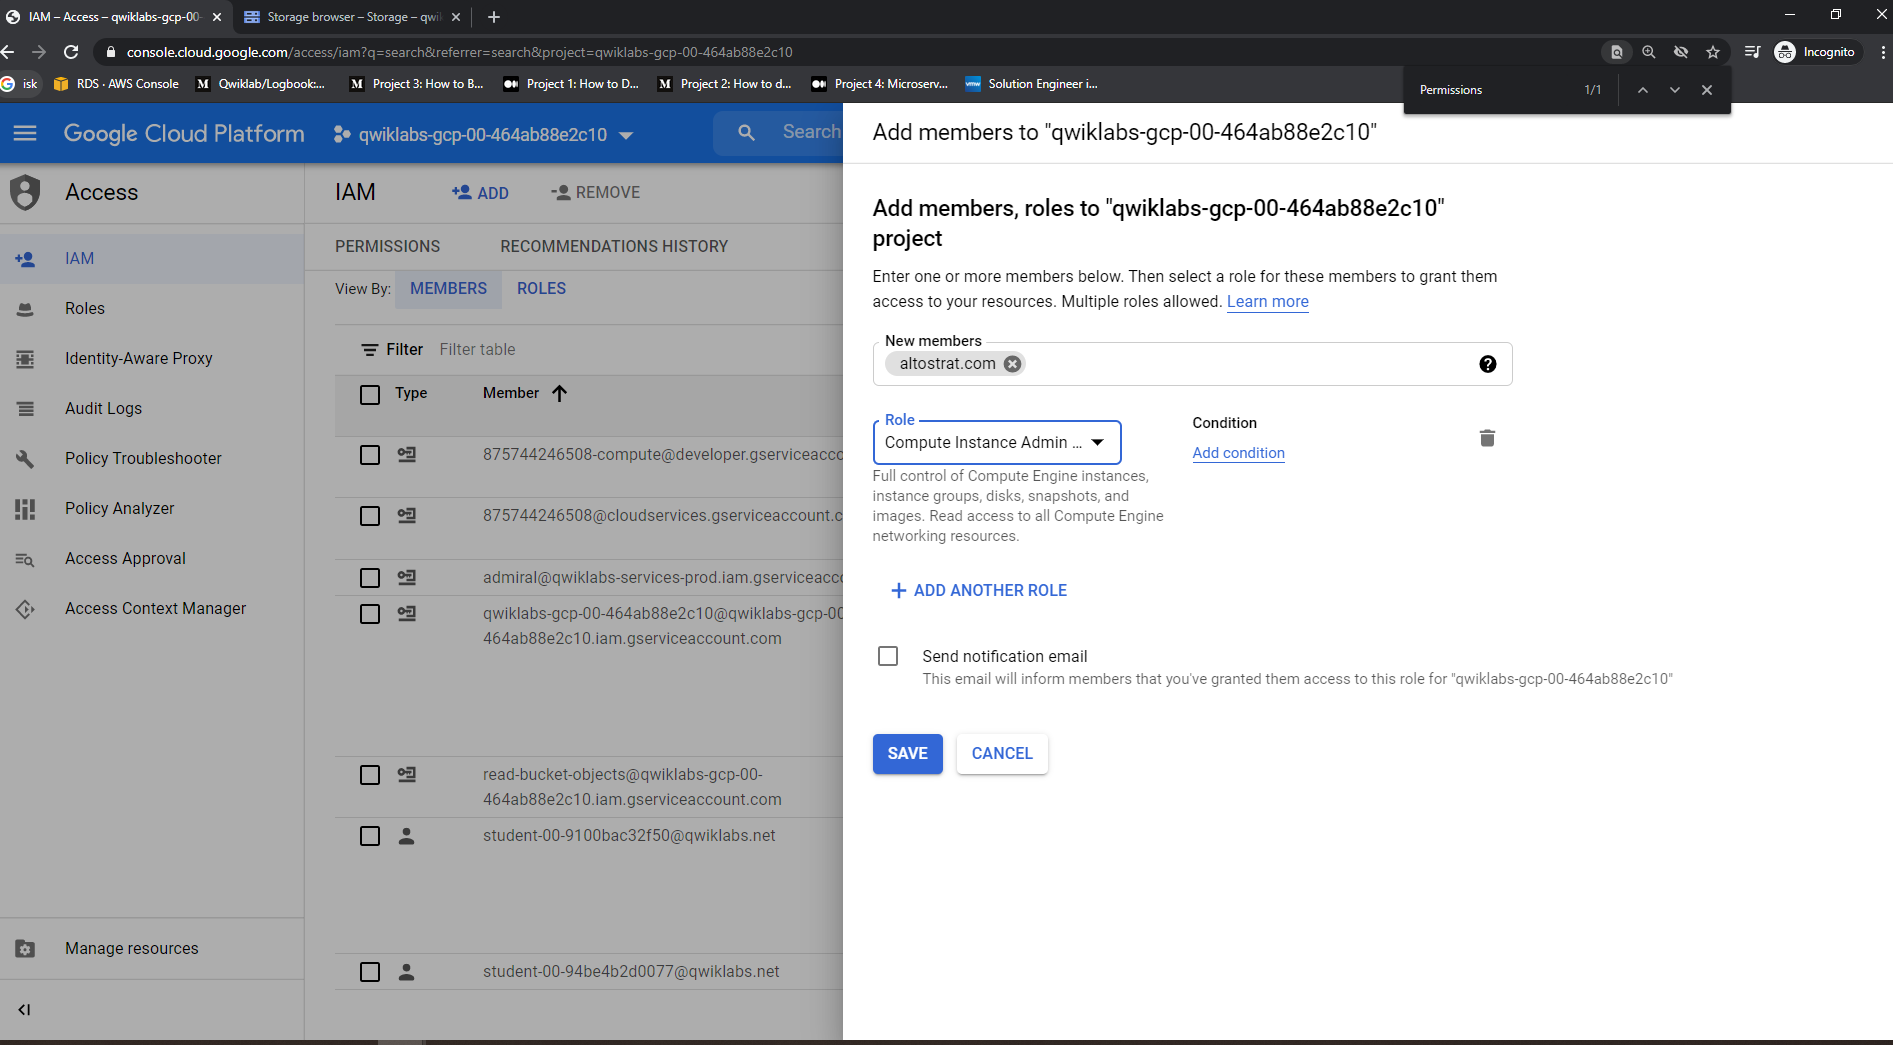 IAM – Access – qwiklabs-gcp-00-
Storage browser – Storage – qwi
console.cloud.google.com/access/iam?q=search&referrer=search&project=qwiklabs-gcp-00-464ab88e2c10
Incognito
isk
RDS · AWS Console
Qwiklab/Logbook:...
Project 3: How to B...
Project 1: How to D...
Project 2: How to d...
Project 4: Microserv...
Solution Engineer i...
Permissions
1/1
Google Cloud Platform
qwiklabs-gcp-00-464ab88e2c10
Search
Access
IAM
Roles
Identity-Aware Proxy
Audit Logs
Policy Troubleshooter
Policy Analyzer
Access Approval
Access Context Manager
Manage resources
IAM
ADD
REMOVE
PERMISSIONS
RECOMMENDATIONS HISTORY
View By:
MEMBERS
ROLES
Filter
Filter table
Type
Member
875744246508-compute@developer.gserviceacco
875744246508@cloudservices.gserviceaccount.c
admiral@qwiklabs-services-prod.iam.gserviceacco
qwiklabs-gcp-00-464ab88e2c10@qwiklabs-gcp-00
464ab88e2c10.iam.gserviceaccount.com
read-bucket-objects@qwiklabs-gcp-00-
464ab88e2c10.iam.gserviceaccount.com
student-00-9100bac32f50@qwiklabs.net
student-00-94be4b2d0077@qwiklabs.net
Add members to "qwiklabs-gcp-00-464ab88e2c10"
Add members, roles to "qwiklabs-gcp-00-464ab88e2c10"
project
Enter one or more members below. Then select a role for these members to grant them
access to your resources. Multiple roles allowed. Learn more
New members
altostrat.com
Role
Compute Instance Admin ...
Full control of Compute Engine instances,
instance groups, disks, snapshots, and
images. Read access to all Compute Engine
networking resources.
Condition
Add condition
ADD ANOTHER ROLE
Send notification email
This email will inform members that you've granted them access to this role for "qwiklabs-gcp-00-464ab88e2c10"
SAVE
CANCEL